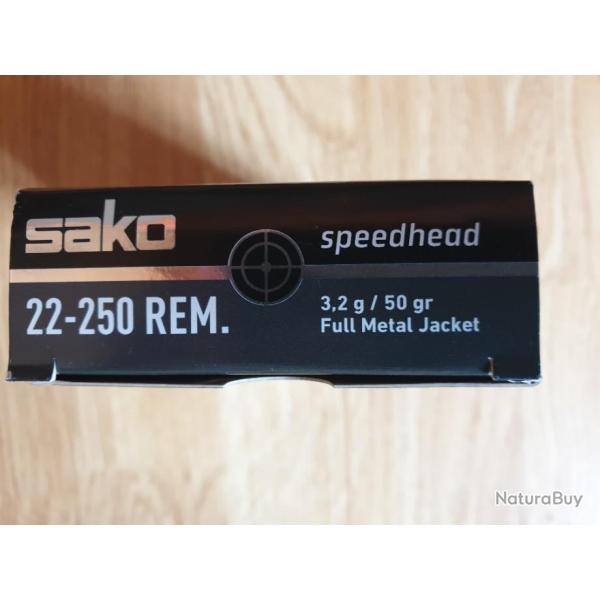 sako
speedhead
22-250 REM.
3,2 g / 50 gr
Full Metal Jacket
NaturaBuy